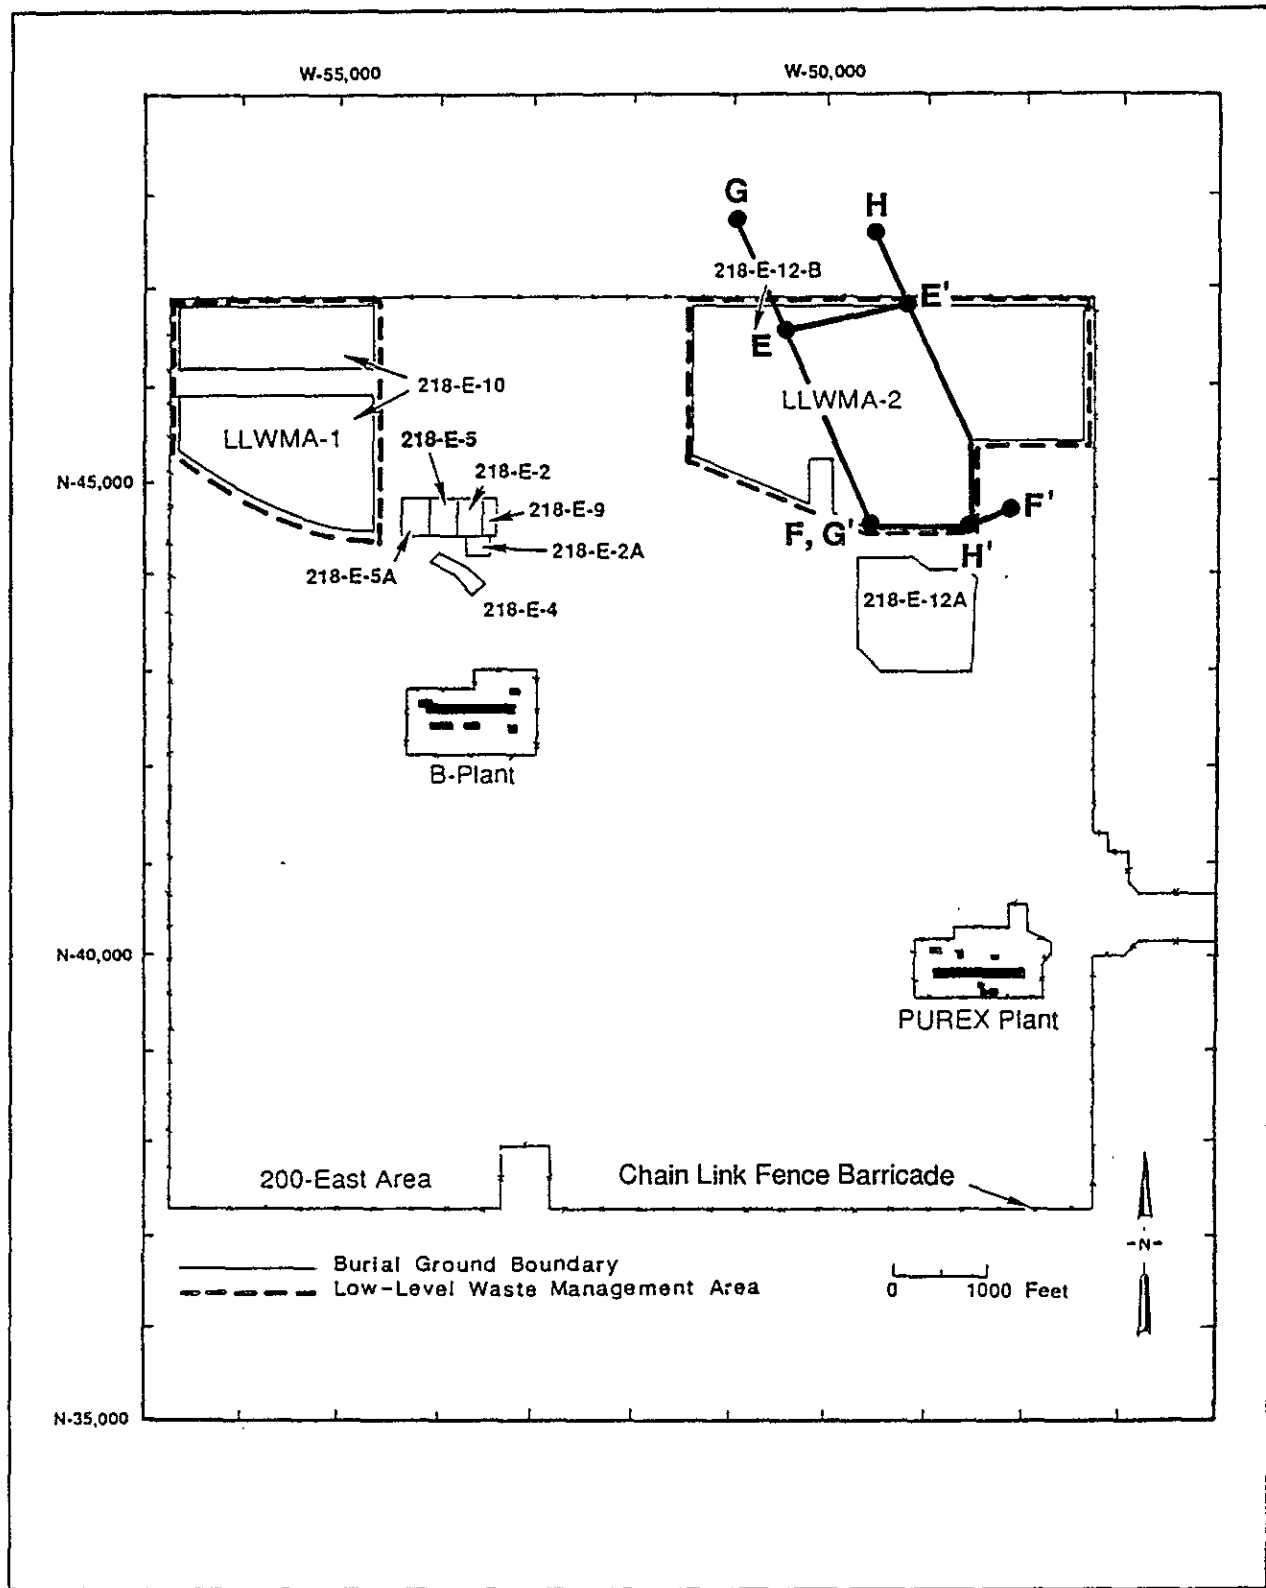 W-55,000
W-50,000
G
H
218-E-12-B
E'
E
218-E-10
LLWMA-2
LLWMA-1
218-E-5
218-E-2
N-45,000
218-E-9
F'
F, G'
218-E-2A
H'
218-E-5A
218-E-12A
218-E-4
B-Plant
N-40,000
PUREX Plant
200-East Area
Chain Link Fence Barricade
-N-
Burial Ground Boundary
Low-Level Waste Management Area
0 1000 Feet
N-35,000